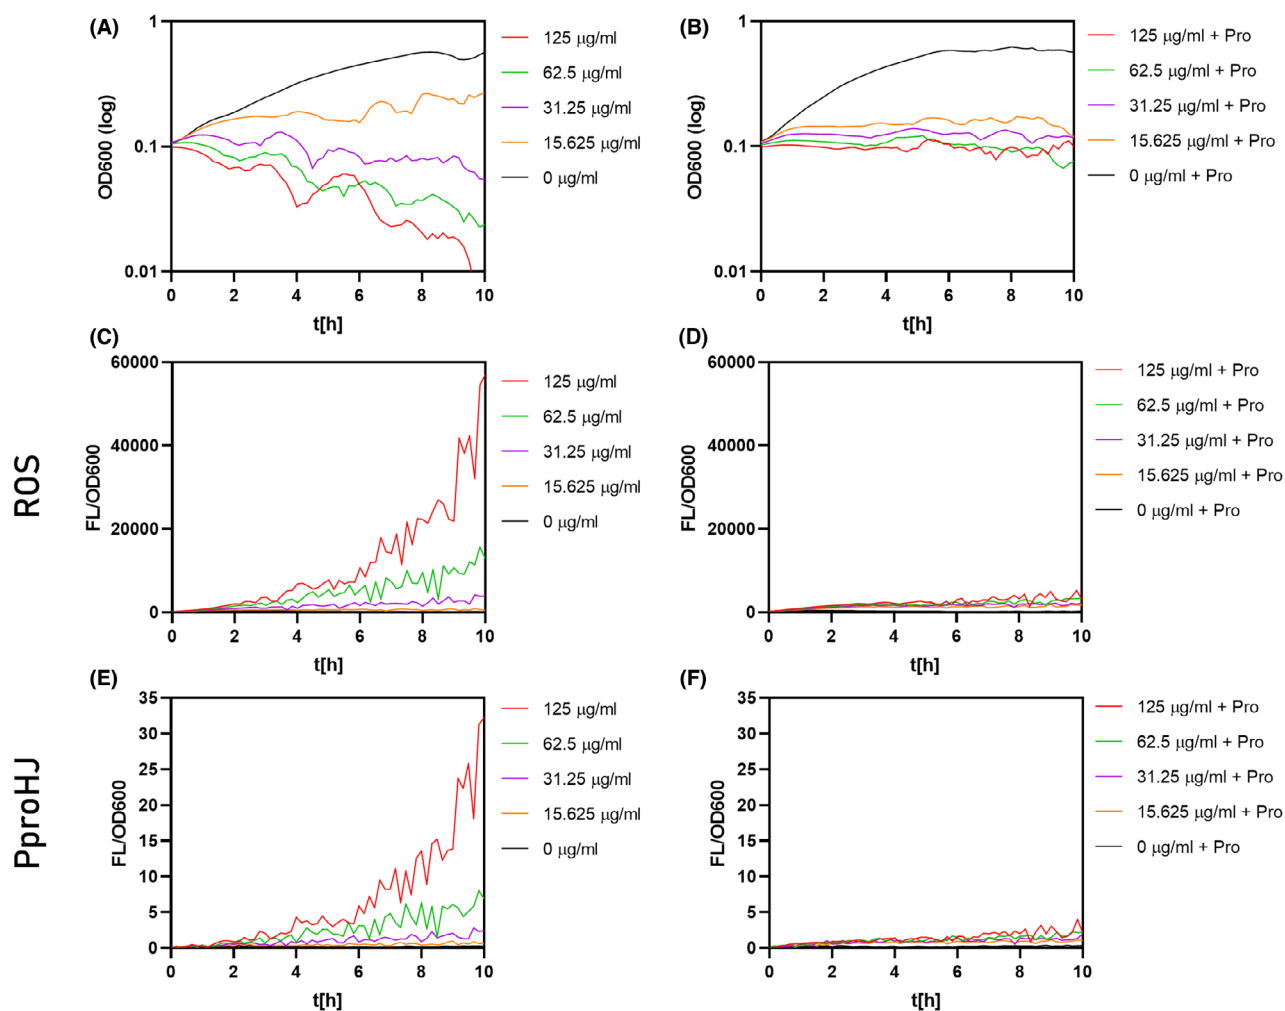 (A)
1
0.1
0.01
OD600 (log)
0 2 4 6 8 10
t[h]
125 μg/ml
62.5 μg/ml
31.25 μg/ml
15.625 μg/ml
0 μg/ml
(B)
1
0.1
0.01
OD600 (log)
0 2 4 6 8 10
t[h]
125 μg/ml + Pro
62.5 μg/ml + Pro
31.25 μg/ml + Pro
15.625 μg/ml + Pro
0 μg/ml + Pro
ROS
(C)
60000
40000
20000
0
FL/OD600
0 2 4 6 8 10
t[h]
125 μg/ml
62.5 μg/ml
31.25 μg/ml
15.625 μg/ml
0 μg/ml
(D)
60000
40000
20000
0
FL/OD600
0 2 4 6 8 10
t[h]
125 μg/ml + Pro
62.5 μg/ml + Pro
31.25 μg/ml + Pro
15.625 μg/ml + Pro
0 μg/ml + Pro
PproHJ
(E)
35
30
25
20
15
10
5
0
FL/OD600
0 2 4 6 8 10
t[h]
125 μg/ml
62.5 μg/ml
31.25 μg/ml
15.625 μg/ml
0 μg/ml
(F)
35
30
25
20
15
10
5
0
FL/OD600
0 2 4 6 8 10
t[h]
125 μg/ml + Pro
62.5 μg/ml + Pro
31.25 μg/ml + Pro
15.625 μg/ml + Pro
0 μg/ml + Pro